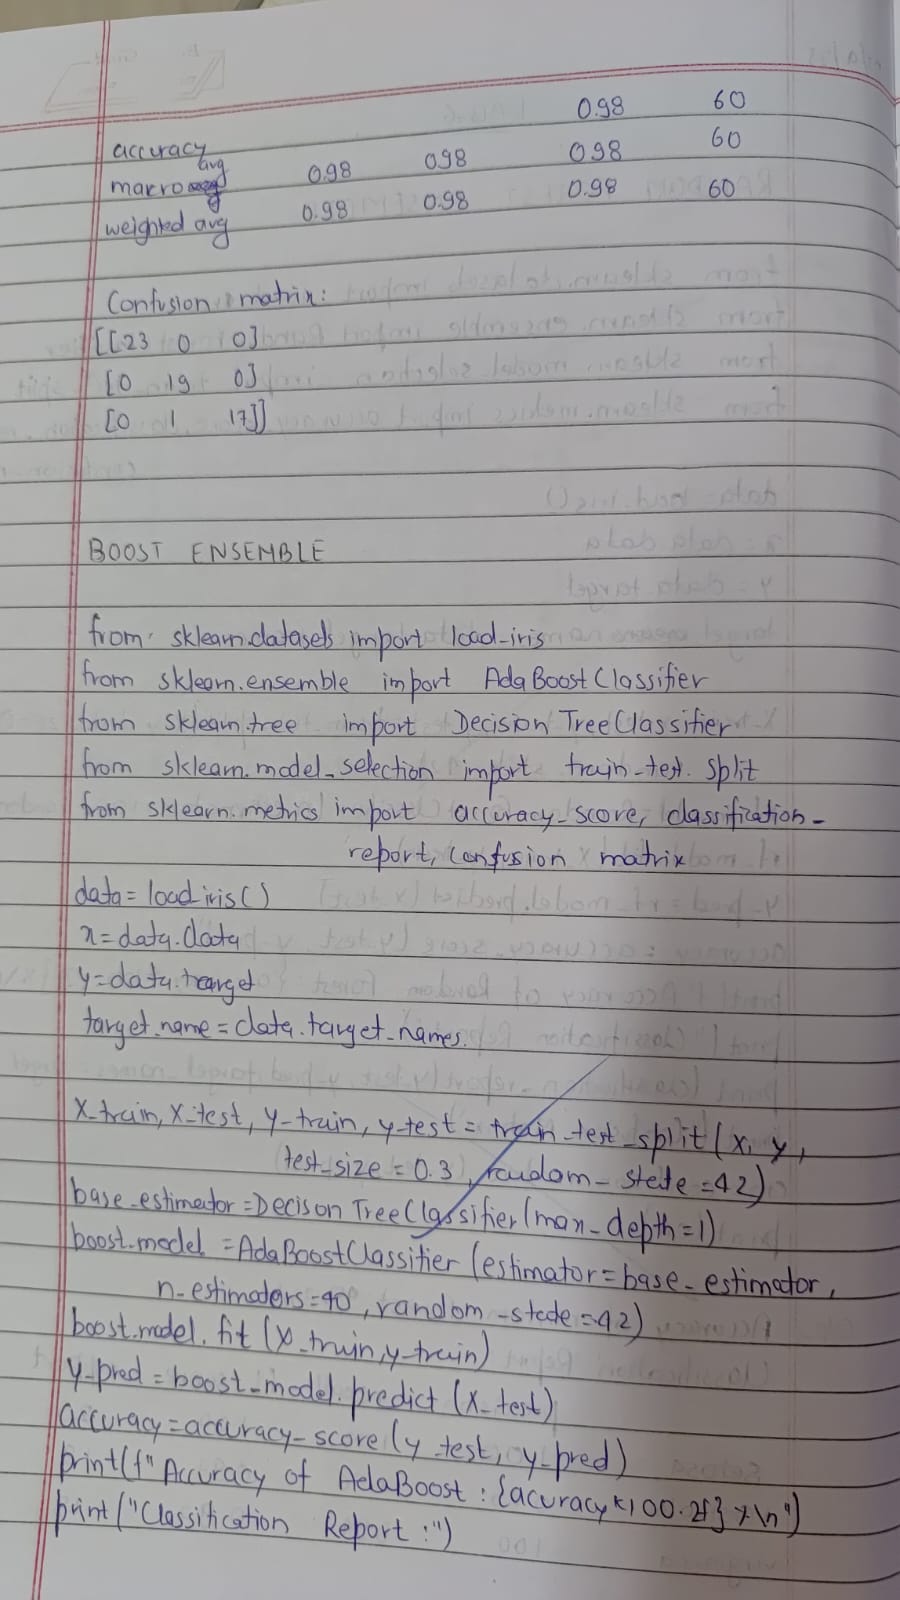 0.98 60
accuracy 60
makro avg 0.98 0.98 0.98
weighted avg 0.98 0.98 0.98 60
Confusion matrix:
[[23 0 0]
[0 19 0]
[0 1 17]]
BOOST ENSEMBLE
from sklearn.datasets import load_iris
from sklearn.ensemble import AdaBoostClassifier
from sklearn.tree import DecisionTreeClassifier
from sklearn.model_selection import train_test_split
from sklearn.metrics import accuracy_score, classification_
report, confusion matrix
data=load_iris()
x=data.data
y=data.target
target_name=data.target_names.
X_train, X_test, y_train, y_test = train_test_split(X, y,
test_size=0.3, random_state=42)
base_estimator=DecisonTreeClassifier(max_depth=1)
boost_model =AdaBoostClassifier (estimator=base_estimator,
n_estimators=90, random_state=42)
boost_model.fit (X_train,y_train)
y_pred = boost_model.predict (X_test)
accuracy=accuracy_score (y_test, y_pred)
print(f" Accuracy of AdaBoost : {acuracy*100.2f} %\n")
print ("Classification Report :")